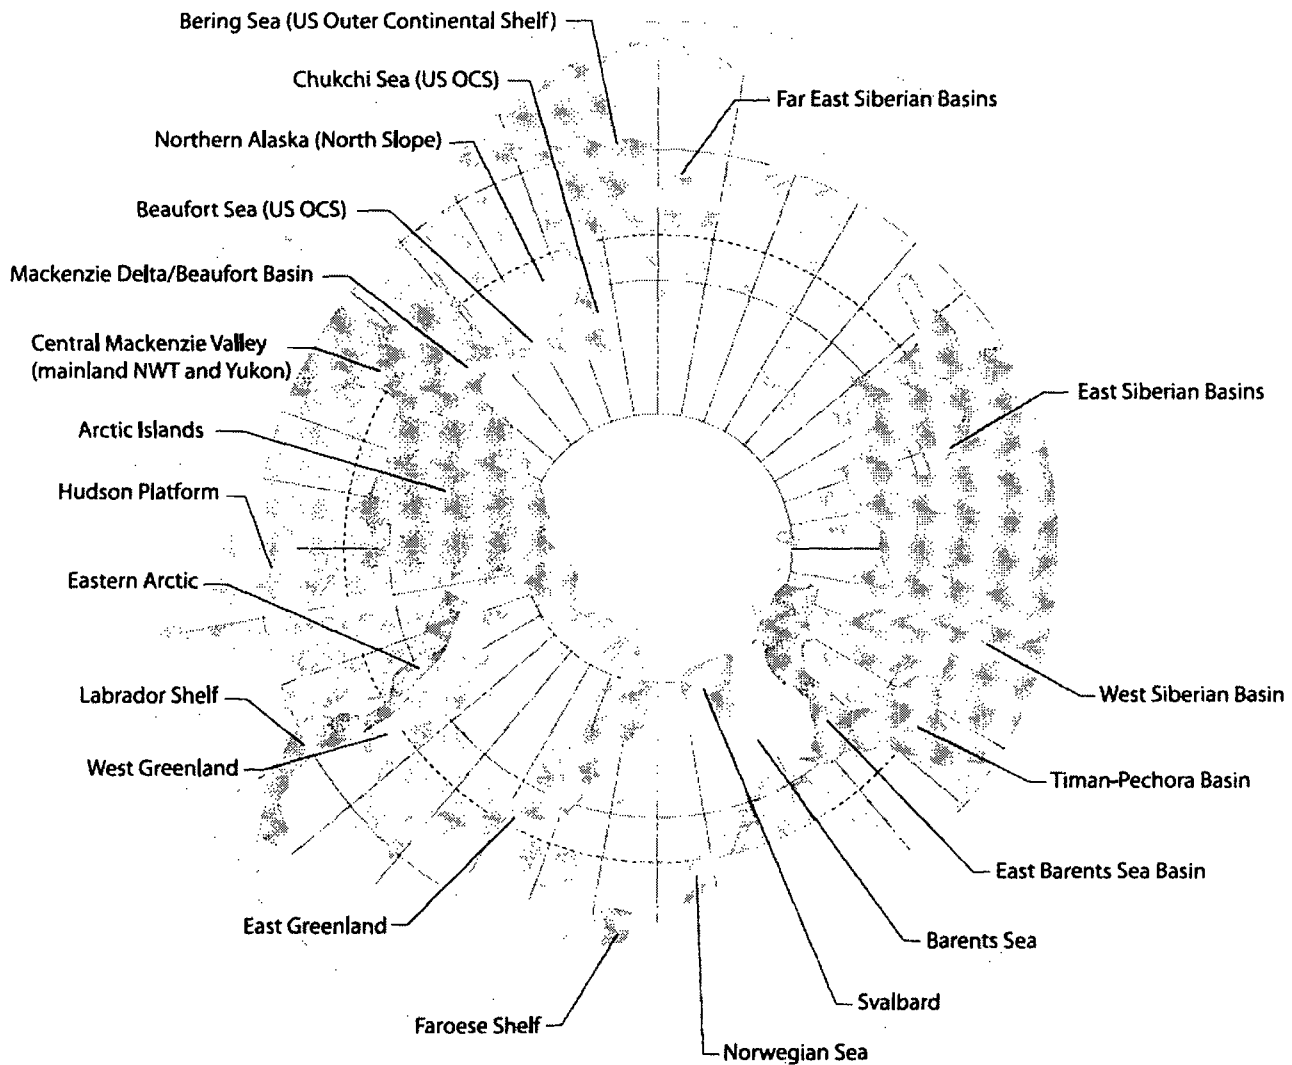 Bering Sea (US Outer Continental Shelf)
Chukchi Sea (US OCS)
Far East Siberian Basins
Northern Alaska (North Slope)
Beaufort Sea (US OCS)
Mackenzie Delta/Beaufort Basin
Central Mackenzie Valley
(mainland NWT and Yukon)
East Siberian Basins
Arctic Islands
Hudson Platform
Eastern Arctic
Labrador Shelf
West Siberian Basin
West Greenland
Timan-Pechora Basin
East Barents Sea Basin
East Greenland
Barents Sea
Svalbard
Faroese Shelf
Norwegian Sea